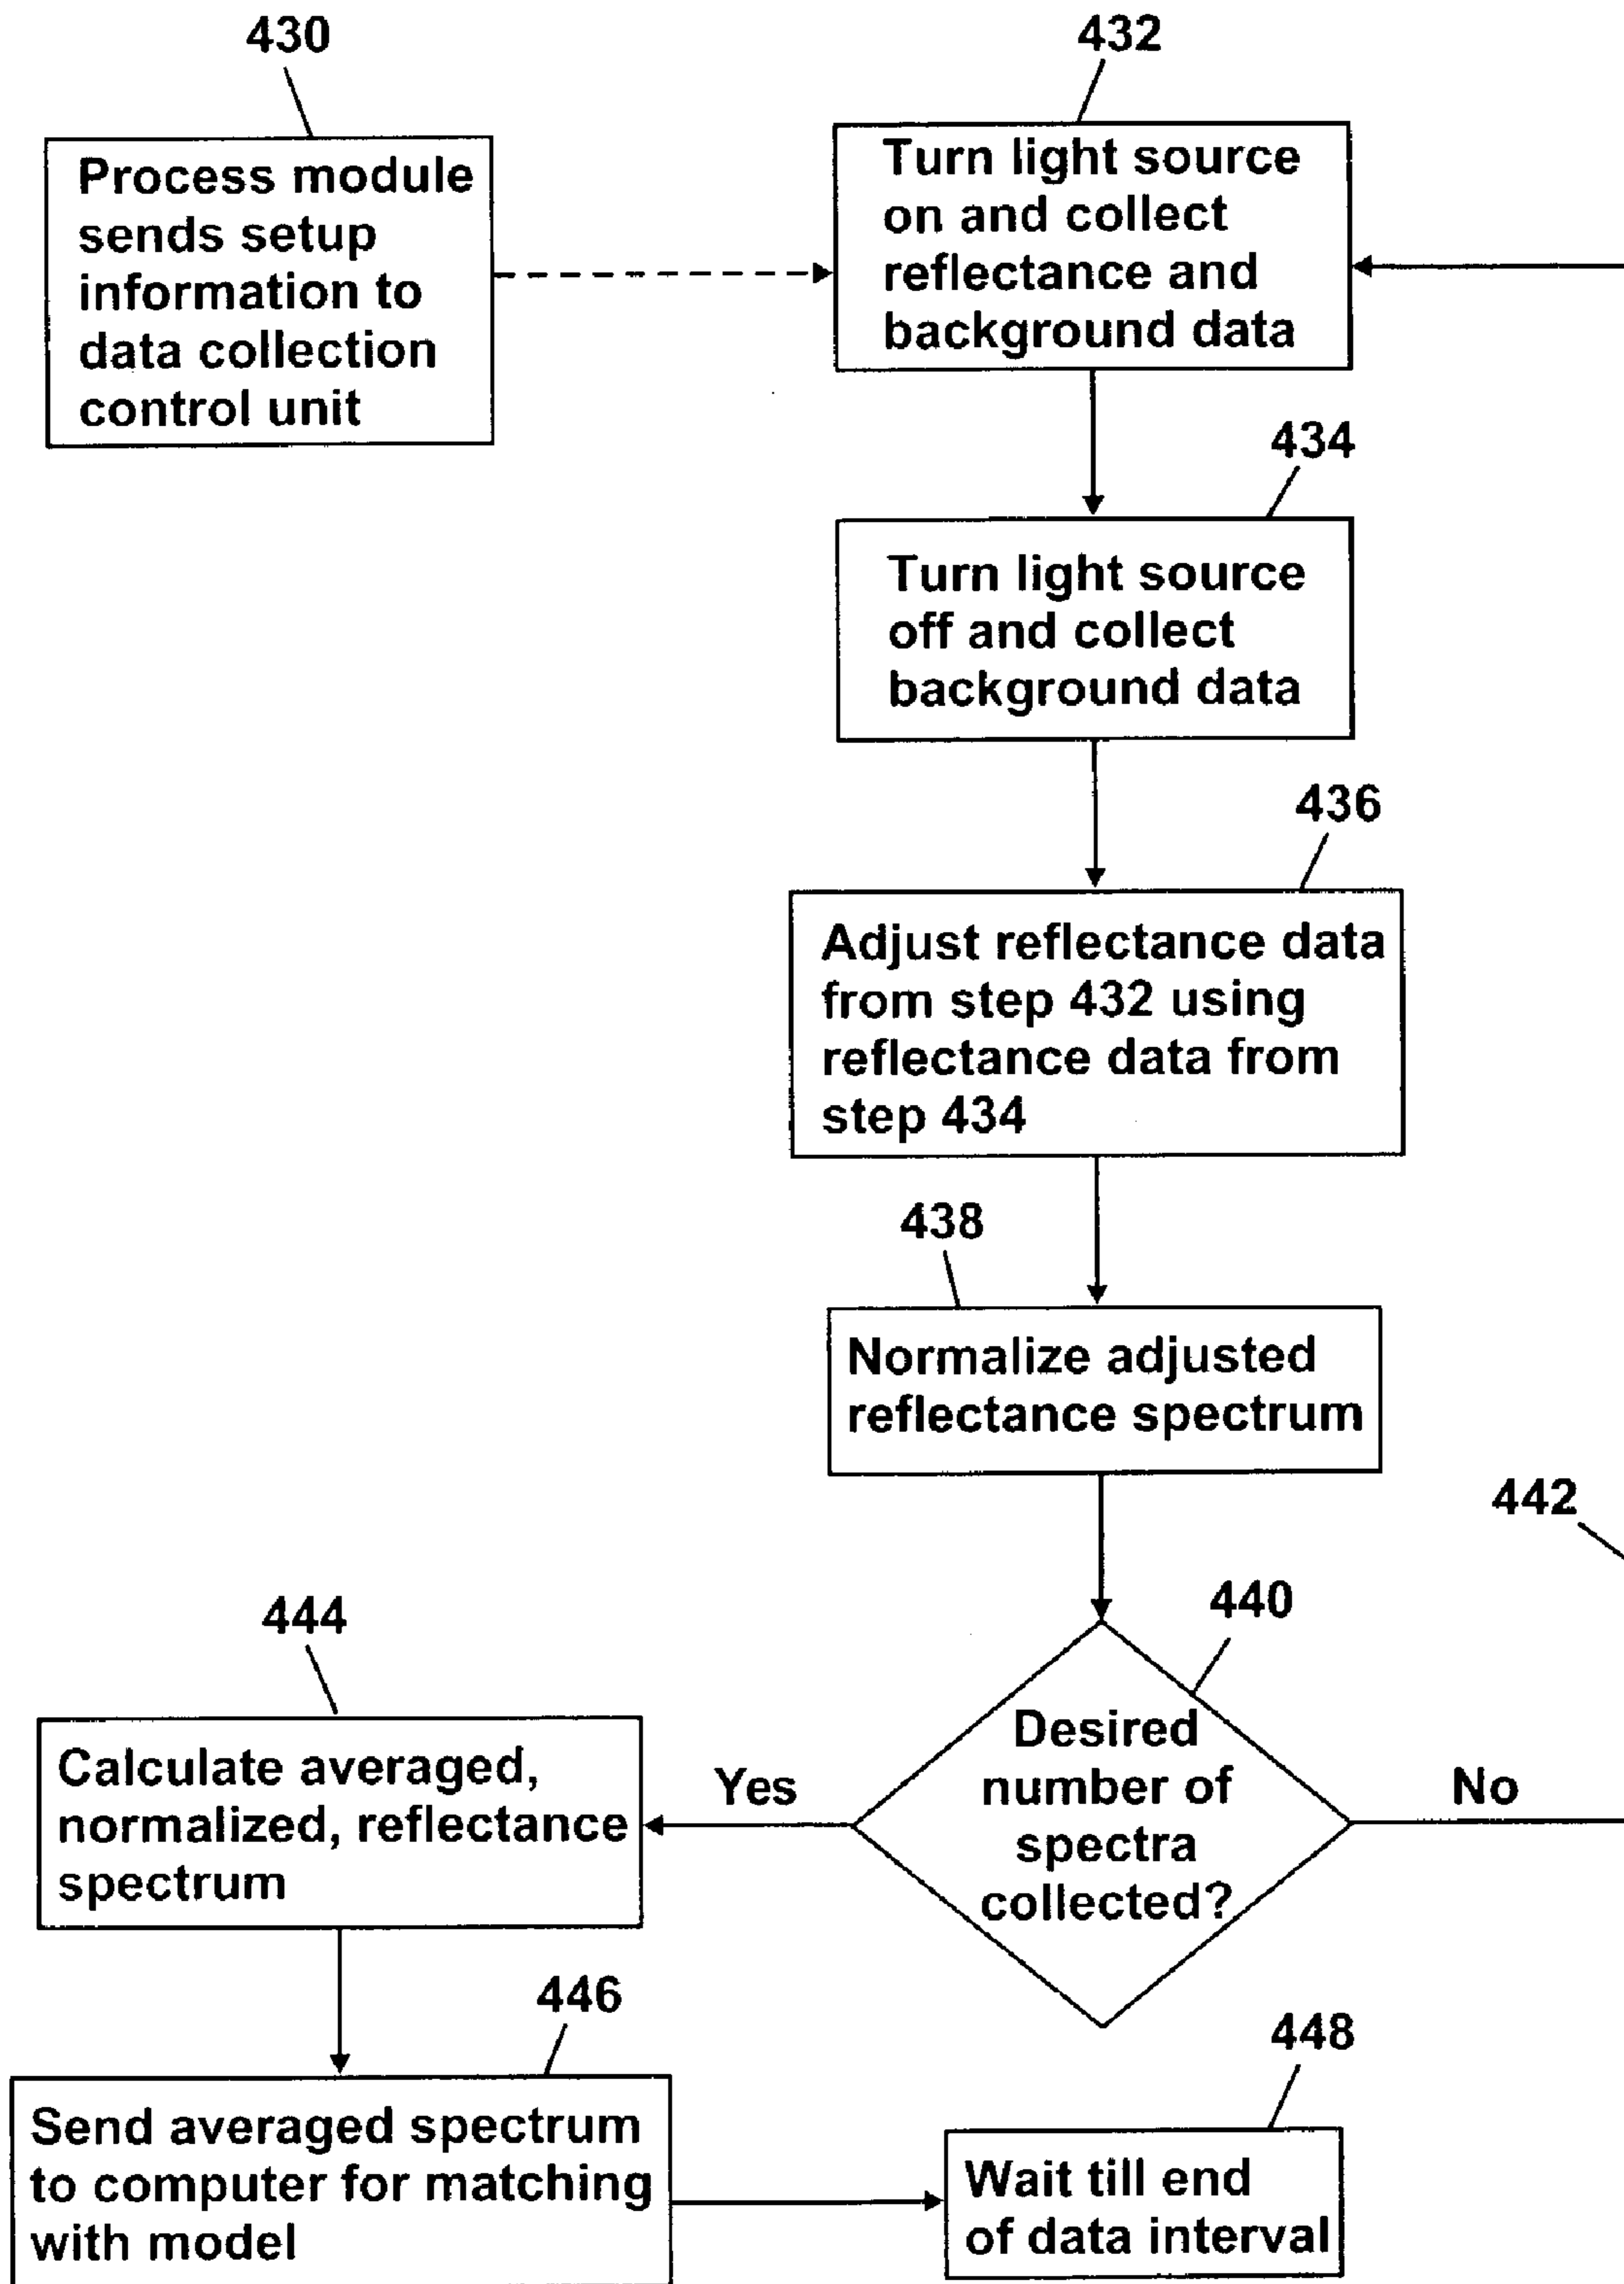 430
Process module
sends setup
information to
data collection
control unit
432
Turn light source
on and collect
reflectance and
background data
434
Turn light source
off and collect
background data
436
Adjust reflectance data
from step 432 using
reflectance data from
step 434
438
Normalize adjusted
reflectance spectrum
442
440
Desired
number of
spectra
collected?
Yes
No
444
Calculate averaged,
normalized, reflectance
spectrum
446
Send averaged spectrum
to computer for matching
with model
448
Wait till end
of data interval